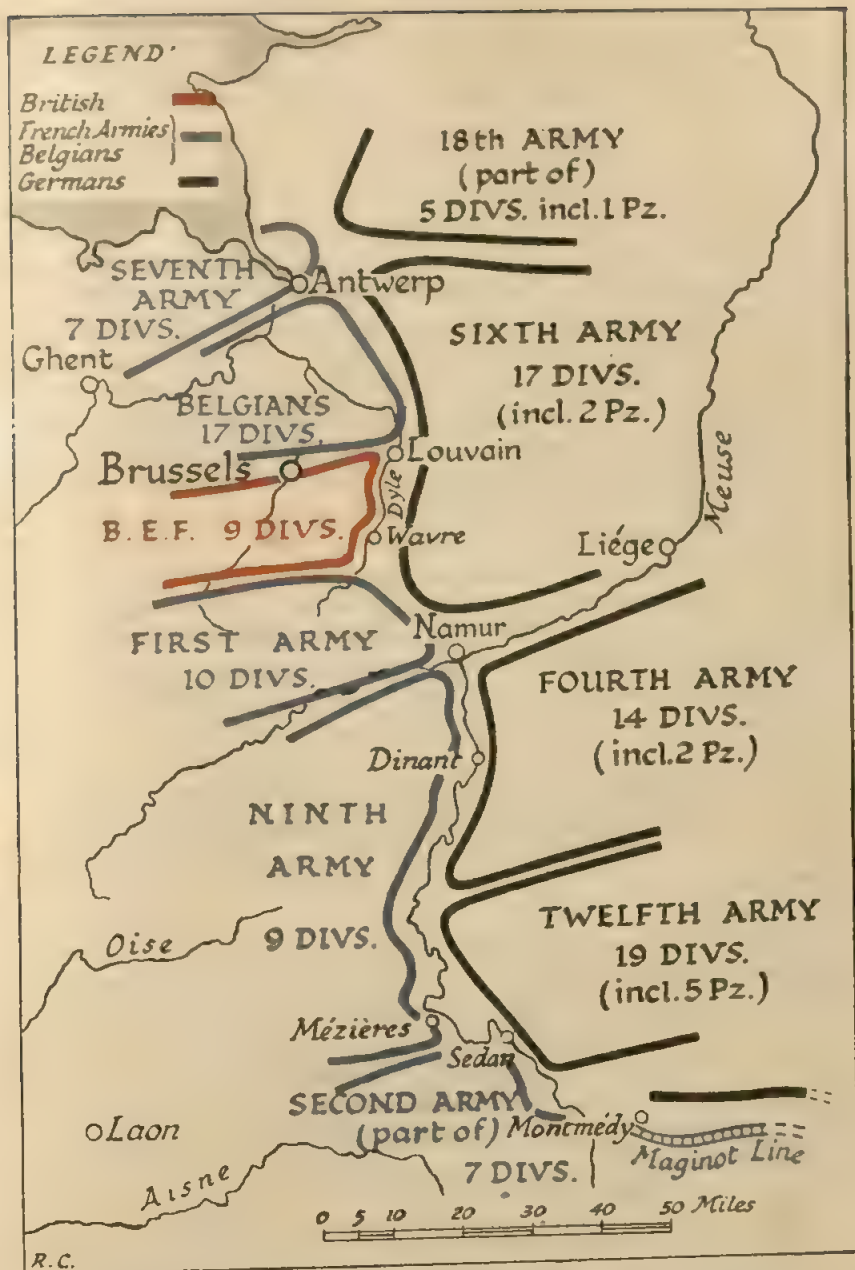 LEGEND'
British
French Armies
Belgians
Germans
18th ARMY
(part of)
5 DIVS. incl. 1 Pz.
SEVENTH
ARMY
7 DIVS.
Antwerp
Ghent
SIXTH ARMY
17 DIVS.
(incl. 2 Pz.)
BELGIANS
17 DIVS.
Brussels
Louvain
Dyle
Meuse
B.E.F. 9 DIVS.
Wavre
Liége
FIRST ARMY
10 DIVS.
Namur
FOURTH ARMY
14 DIVS.
(incl. 2 Pz.)
Dinant
NINTH
ARMY
9 DIVS.
TWELFTH ARMY
19 DIVS.
(incl. 5 Pz.)
Oise
Mézières
Sedan
SECOND ARMY
(part of)
7 DIVS.
Montmédy
Maginot Line
Laon
Aisne
0 5 10 20 30 40 50 Miles
R.C.